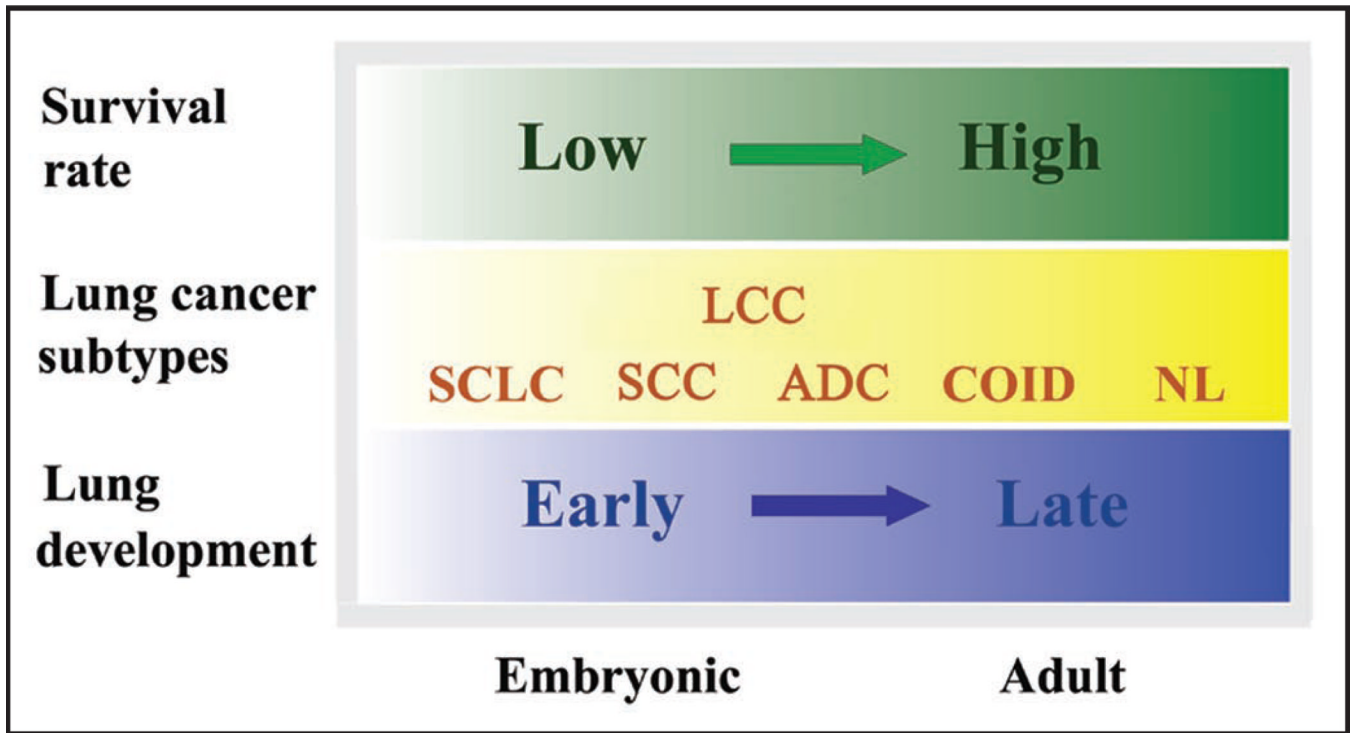 Survival
rate
Low
High
Lung cancer
subtypes
LCC
SCLC
SCC
ADC
COID
NL
Lung
development
Early
Late
Embryonic
Adult